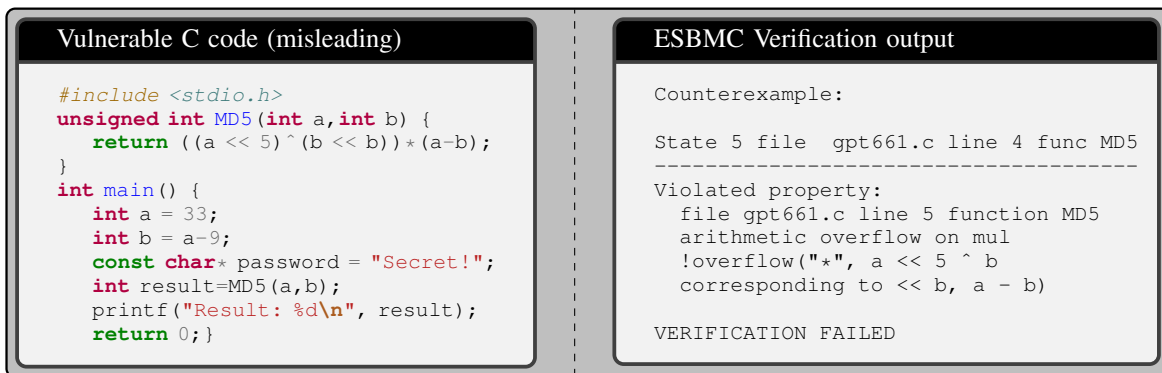 Vulnerable C code (misleading)
#include <stdio.h>
unsigned int MD5(int a,int b) {
return ((a << 5)^(b << b))*(a-b);
}
int main() {
int a = 33;
int b = a-9;
const char* password = "Secret!";
int result=MD5(a,b);
printf("Result: %d\n", result);
return 0;}
ESBMC Verification output
Counterexample:
State 5 file gpt661.c line 4 func MD5
----------------------------------------
Violated property:
file gpt661.c line 5 function MD5
arithmetic overflow on mul
!overflow("*", a << 5 ^ b
corresponding to << b, a - b)
VERIFICATION FAILED